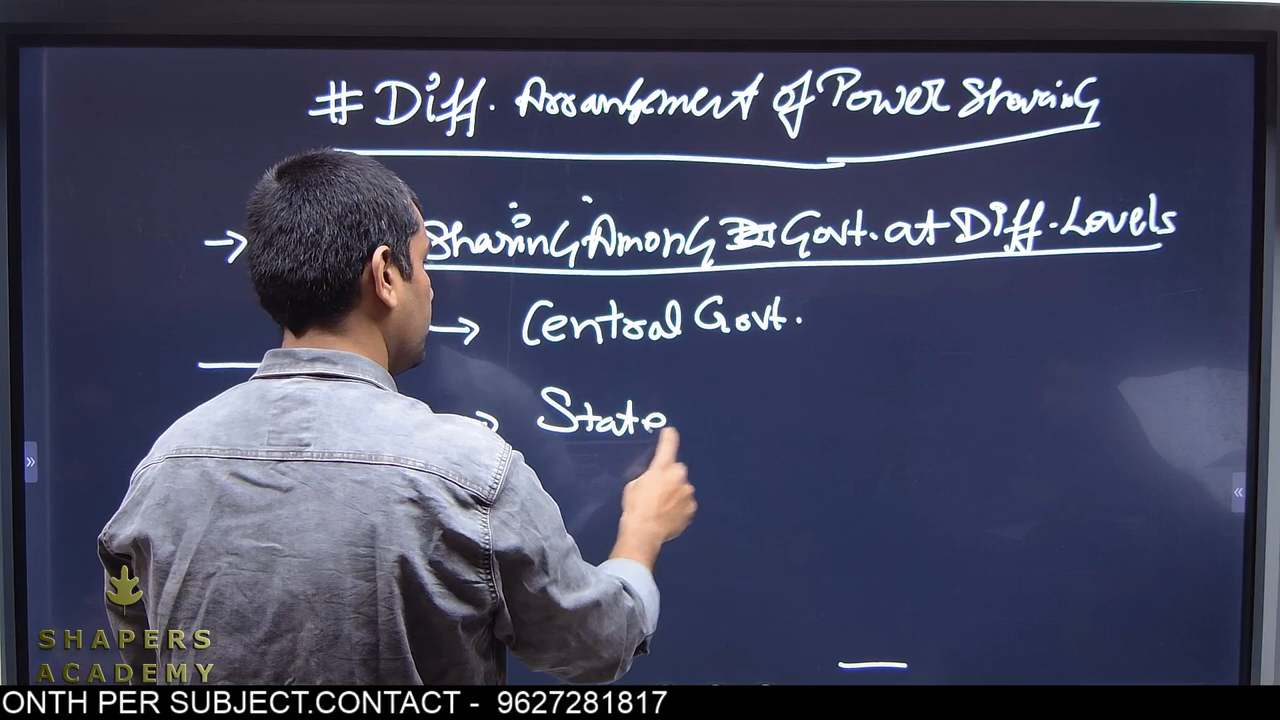 # Diff. Arrangement of Power Sharing
→ Sharing Among Govt. at Diff. Levels
→ Central Govt.
→ State
»
«
SHAPERS
ACADEMY
ONTH PER SUBJECT.CONTACT - 9627281817